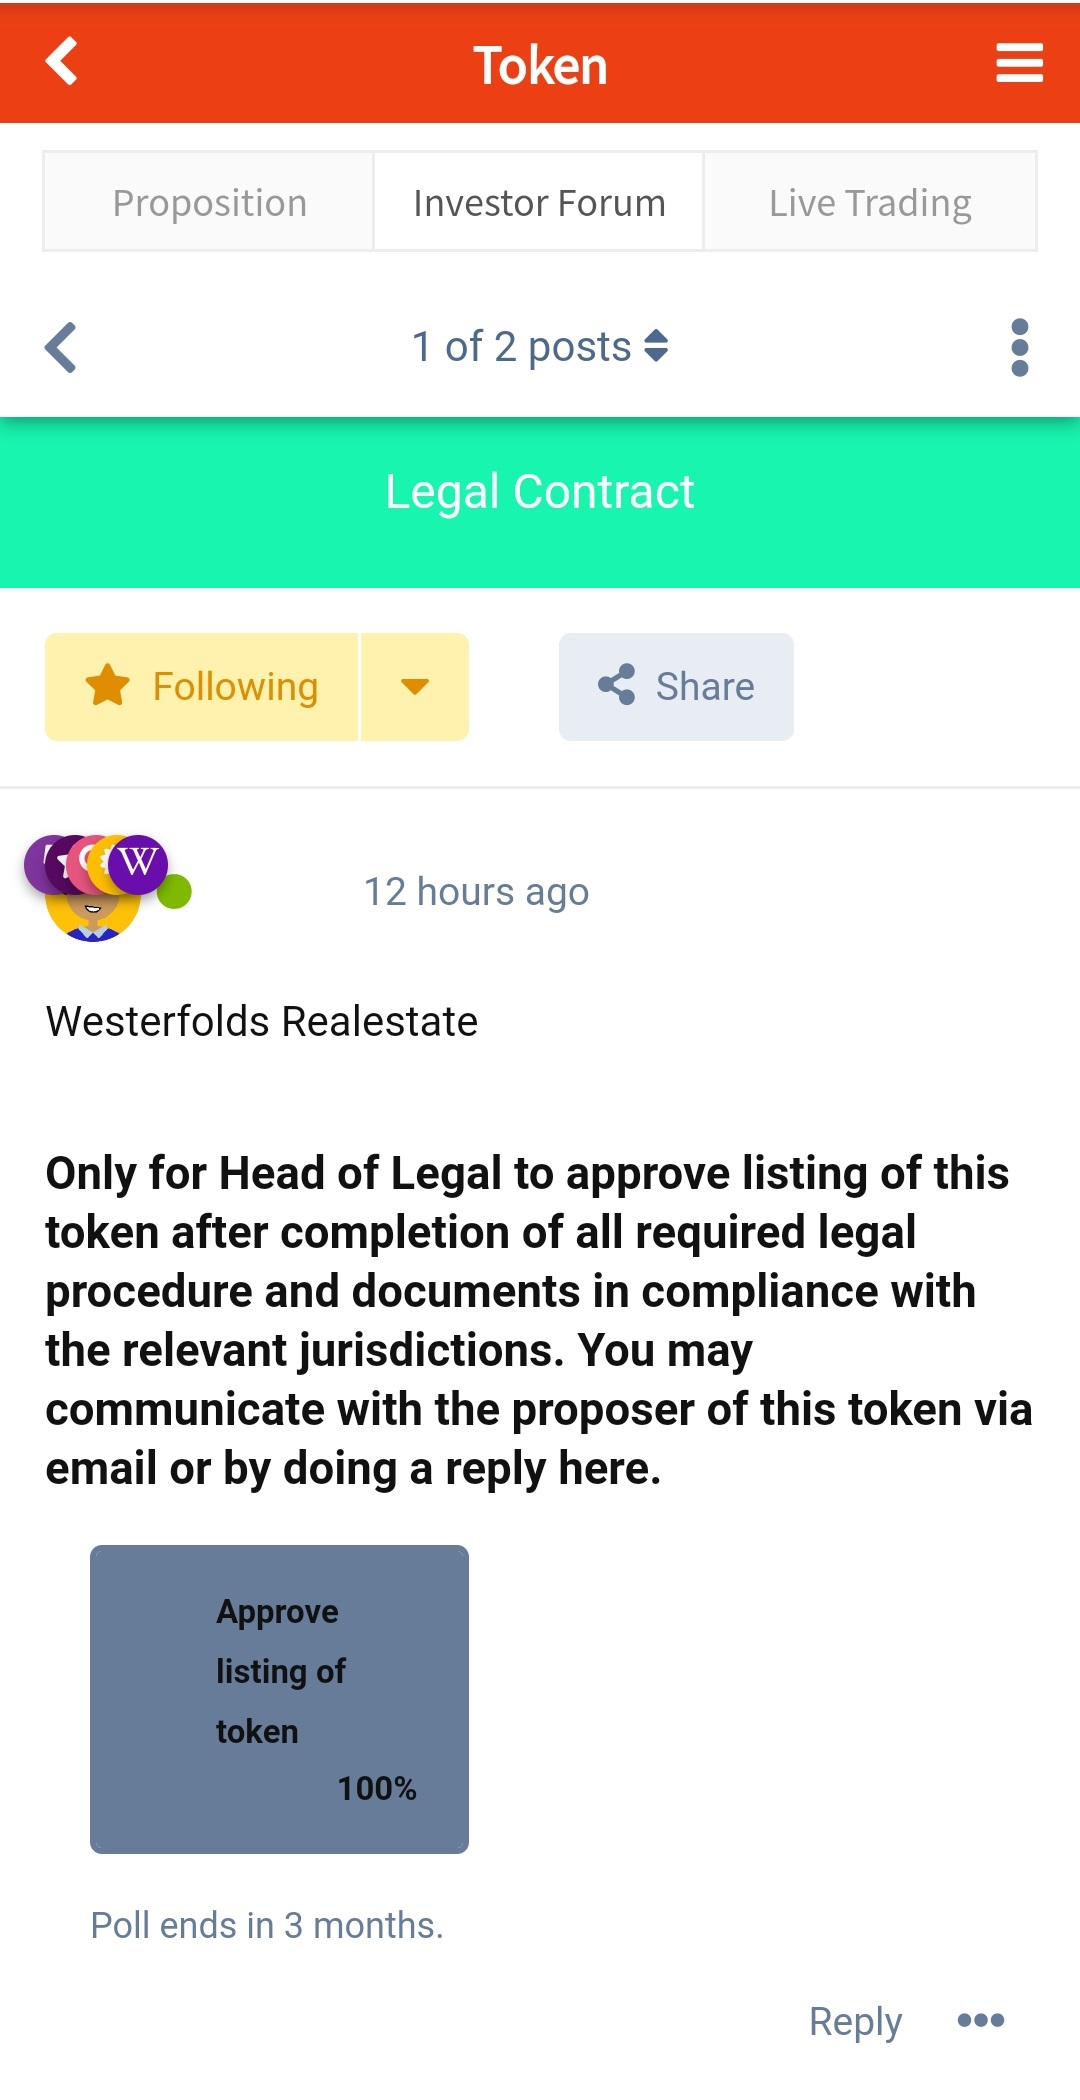 Token
Proposition
Investor Forum
Live Trading
1 of 2 posts
Legal Contract
Following
Share
W
12 hours ago
Westerfolds Realestate
Only for Head of Legal to approve listing of this
token after completion of all required legal
procedure and documents in compliance with
the relevant jurisdictions. You may
communicate with the proposer of this token via
email or by doing a reply here.
Approve
listing of
token
100%
Poll ends in 3 months.
Reply